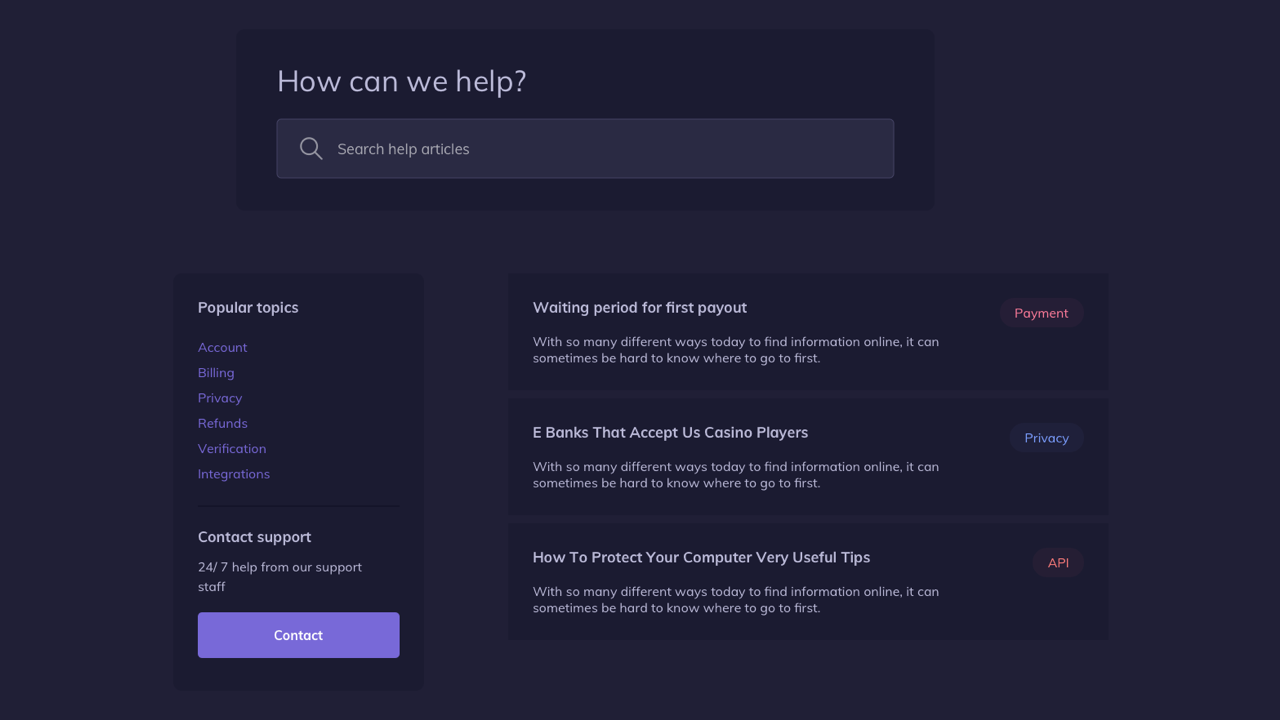 How can we help?
Search help articles
Popular topics
Account
Billing
Privacy
Refunds
Verification
Integrations
Contact support
24/ 7 help from our support
staff
Contact
Waiting period for first payout
Payment
With so many different ways today to find information online, it can
sometimes be hard to know where to go to first.
E Banks That Accept Us Casino Players
Privacy
With so many different ways today to find information online, it can
sometimes be hard to know where to go to first.
How To Protect Your Computer Very Useful Tips
API
With so many different ways today to find information online, it can
sometimes be hard to know where to go to first.